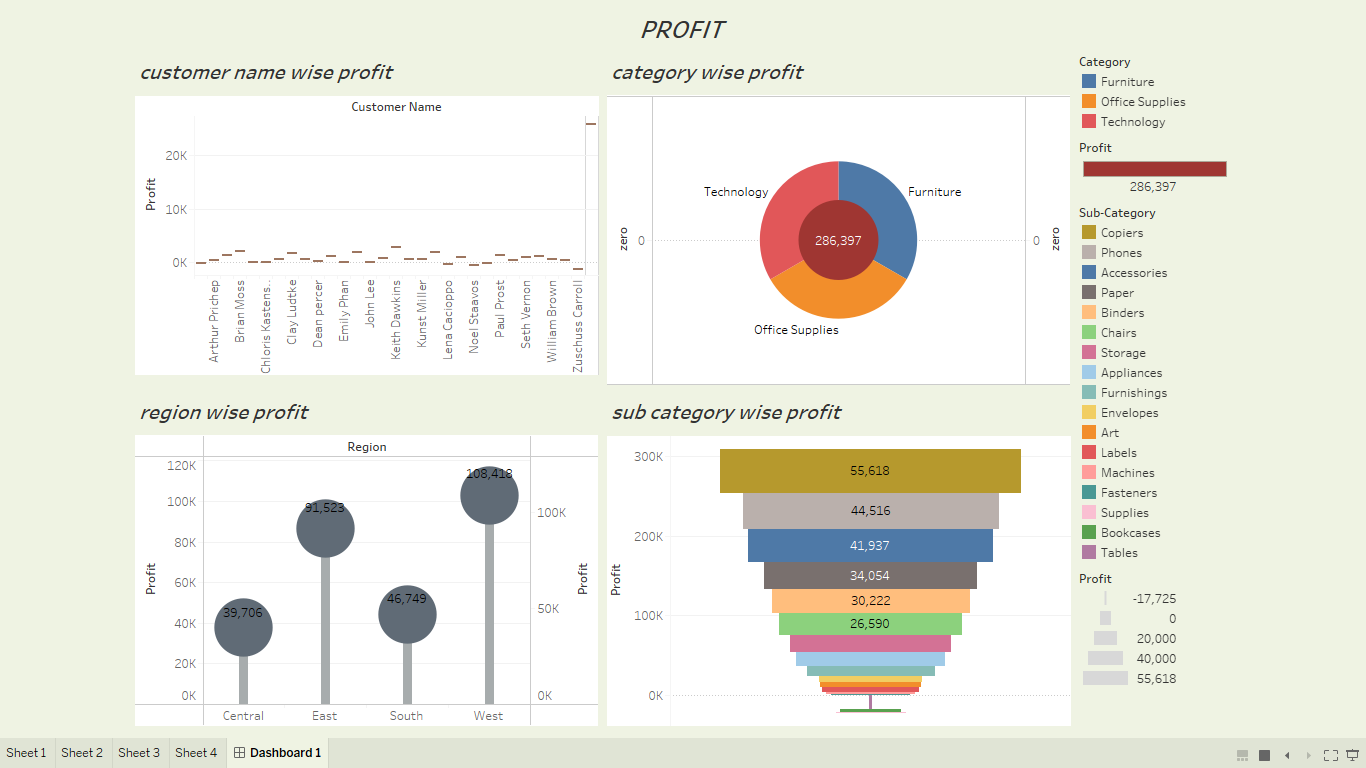 PROFIT
customer name wise profit
Customer Name
Profit
20K
10K
0K
Arthur Prichep
Brian Moss
Chloris Kastens..
Clay Ludtke
Dean percer
Emily Phan
John Lee
Keith Dawkins
Kunst Miller
Lena Cacioppo
Noel Staavos
Paul Prost
Seth Vernon
William Brown
Zuschuss Carroll
category wise profit
zero
0
Technology
Furniture
286,397
Office Supplies
0
zero
region wise profit
Region
Profit
120K
100K
80K
60K
40K
20K
0K
39,706
91,523
46,749
108,418
Central
East
South
West
100K
50K
0K
Profit
sub category wise profit
Profit
300K
200K
100K
0K
55,618
44,516
41,937
34,054
30,222
26,590
Category
Furniture
Office Supplies
Technology
Profit
286,397
Sub-Category
Copiers
Phones
Accessories
Paper
Binders
Chairs
Storage
Appliances
Furnishings
Envelopes
Art
Labels
Machines
Fasteners
Supplies
Bookcases
Tables
Profit
-17,725
0
20,000
40,000
55,618
Sheet 1 Sheet 2 Sheet 3 Sheet 4 Dashboard 1